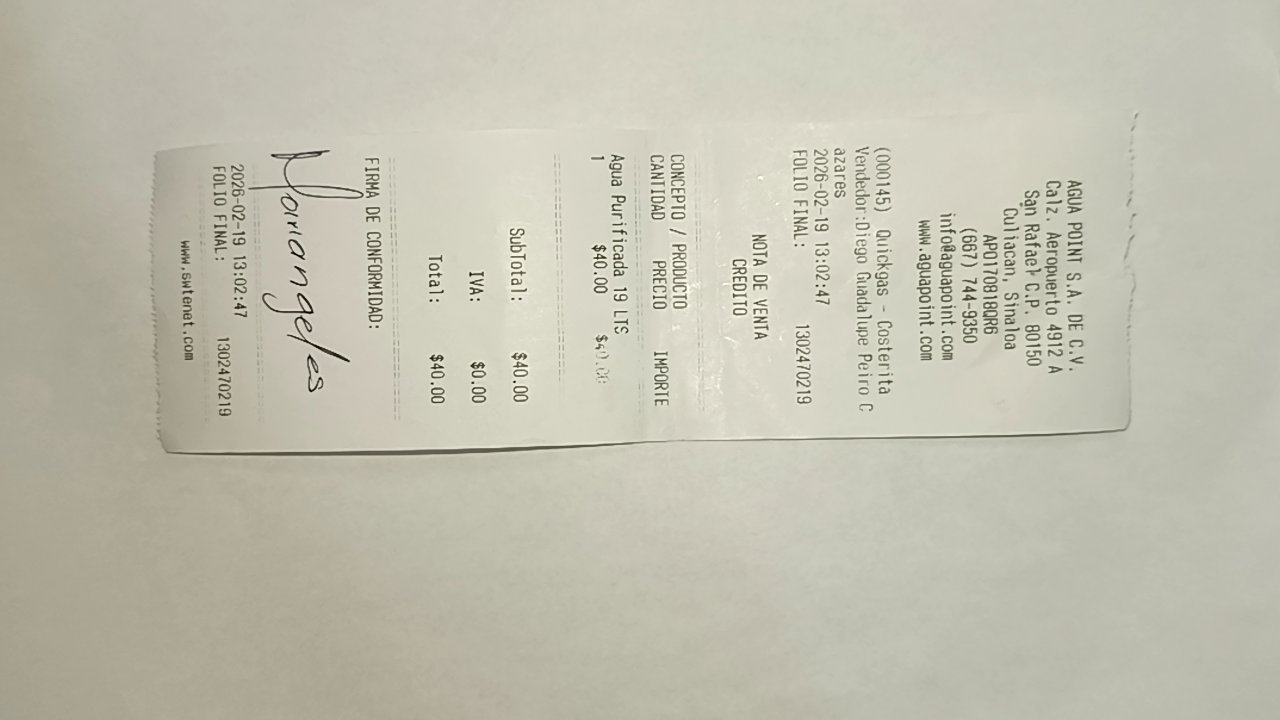 AGUA POINT S.A. DE C.V.
Calz. Aeropuerto 4912 A
San Rafael C.P. 80150
Culiacan, Sinaloa
APO170818QR6
(667) 744-9350
info@aguapoint.com
www.aguapoint.com
(000145) Quickgas - Costerita
Vendedor:Diego Guadalupe Peiro C
azares
2026-02-19 13:02:47
FOLIO FINAL: 1302470219
NOTA DE VENTA
CREDITO
CONCEPTO / PRODUCTO
CANTIDAD PRECIO IMPORTE
Agua Purificada 19 LTS
1 $40.00 $40.00
SubTotal: $40.00
IVA: $0.00
Total: $40.00
FIRMA DE CONFORMIDAD:
Mariangeles
2026-02-19 13:02:47
FOLIO FINAL: 1302470219
www.swtenet.com